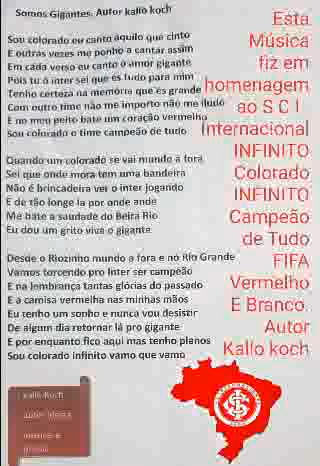 Somos Gigantes. Autor kallo koch
Sou colorado eu canto aquilo que cinto
E outras vezes me ponho a cantar assim
Em cada verso eu canto o amor gigante
Pois tu ó inter sei que és tudo para mim
Tenho certeza na memória que és grande
Com outro time não me importo não me iludo
E no meu peito bate um coração vermelho
Sou colorado o time campeão de tudo
Quando um colorado se vai mundo a fora
Sei que onde mora tem uma bandeira
Não é brincadeira ver o inter jogando
E de tão longe la por onde ande
Me bate a saudade do Beira Rio
Eu dou um grito viva o gigante
Desde o Riozinho mundo a fora e no Rio Grande
Vamos torcendo pro inter ser campeão
E na lembrança tantas glórias do passado
E a camisa vermelha nas minhas mãos
Eu tenho um sonho e nunca vou desistir
De algum dia retornar lá pro gigante
E por enquanto fico aqui mas tenho planos
Sou colorado infinito vamo que vamo
Esta
Música
fiz em
homenagem
ao S C I
Internacional
INFINITO
Colorado
INFINITO
Campeão
de Tudo
FIFA
Vermelho
E Branco.
Autor
Kallo koch
kallo Koch